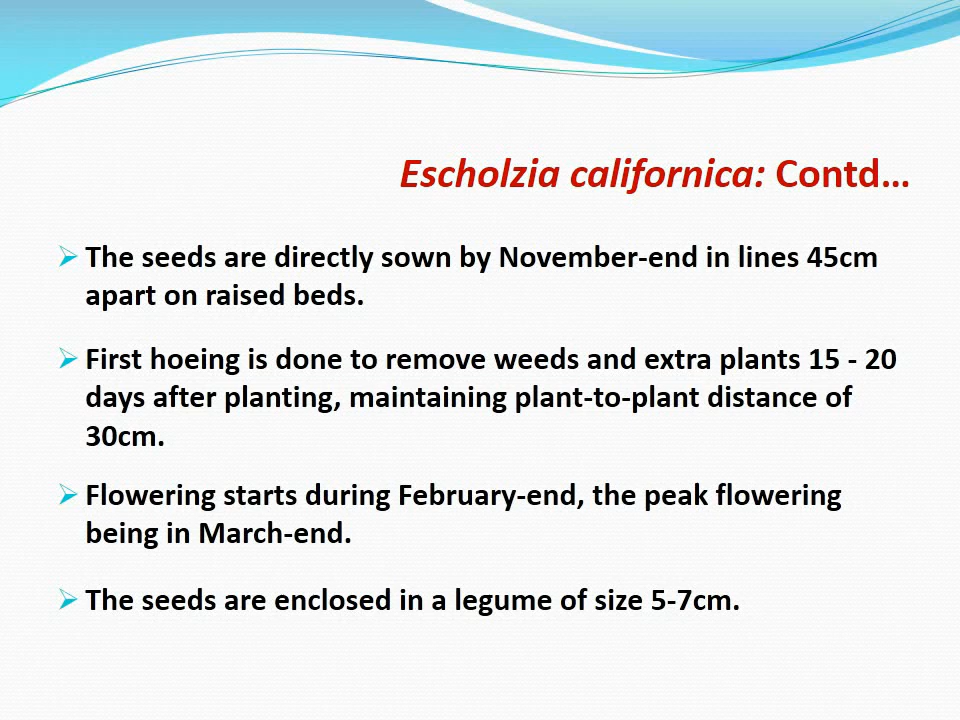 Escholzia californica: Contd...
The seeds are directly sown by November-end in lines 45cm
apart on raised beds.
First hoeing is done to remove weeds and extra plants 15 - 20
days after planting, maintaining plant-to-plant distance of
30cm.
Flowering starts during February-end, the peak flowering
being in March-end.
The seeds are enclosed in a legume of size 5-7cm.